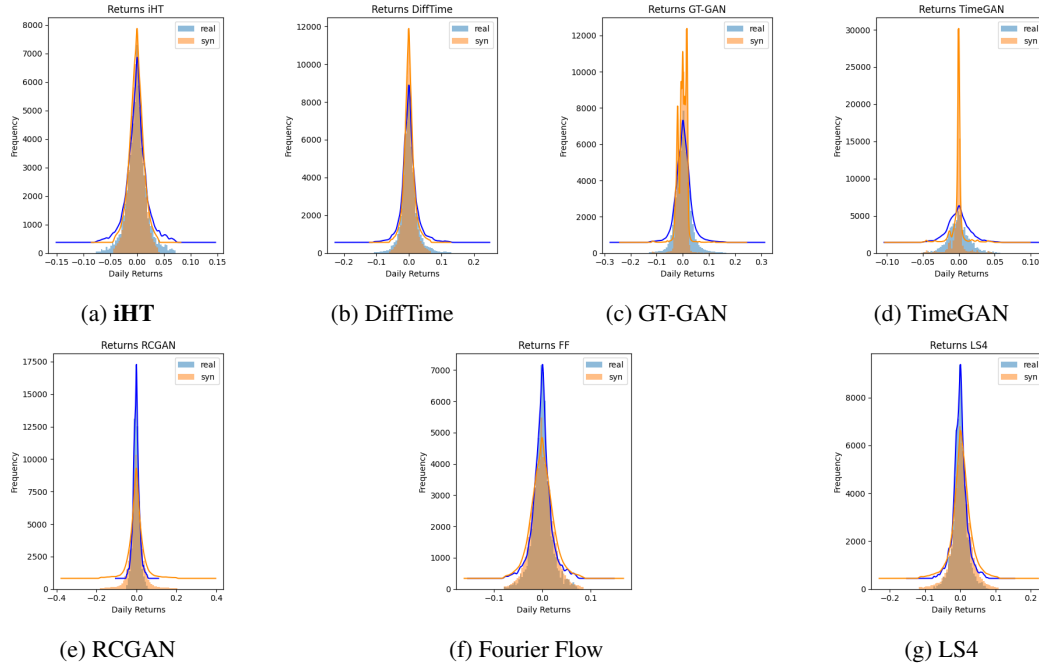 Returns iHT
8000
7000
6000
5000
4000
3000
2000
1000
0
Frequency
−0.15 −0.10 −0.05 0.00 0.05 0.10 0.15
Daily Returns
real
syn
(a) iHT
Returns DiffTime
12000
10000
8000
6000
4000
2000
0
Frequency
−0.2 −0.1 0.0 0.1 0.2
Daily Returns
real
syn
(b) DiffTime
Returns GT-GAN
12000
10000
8000
6000
4000
2000
0
Frequency
−0.3 −0.2 −0.1 0.0 0.1 0.2 0.3
Daily Returns
real
syn
(c) GT-GAN
Returns TimeGAN
30000
25000
20000
15000
10000
5000
0
Frequency
−0.10 −0.05 0.00 0.05 0.10
Daily Returns
real
syn
(d) TimeGAN
Returns RCGAN
17500
15000
12500
10000
7500
5000
2500
0
Frequency
−0.4 −0.2 0.0 0.2 0.4
Daily Returns
real
syn
(e) RCGAN
Returns FF
7000
6000
5000
4000
3000
2000
1000
0
Frequency
−0.1 0.0 0.1
Daily Returns
real
syn
(f) Fourier Flow
Returns LS4
8000
6000
4000
2000
0
Frequency
−0.2 −0.1 0.0 0.1 0.2
Daily Returns
real
syn
(g) LS4